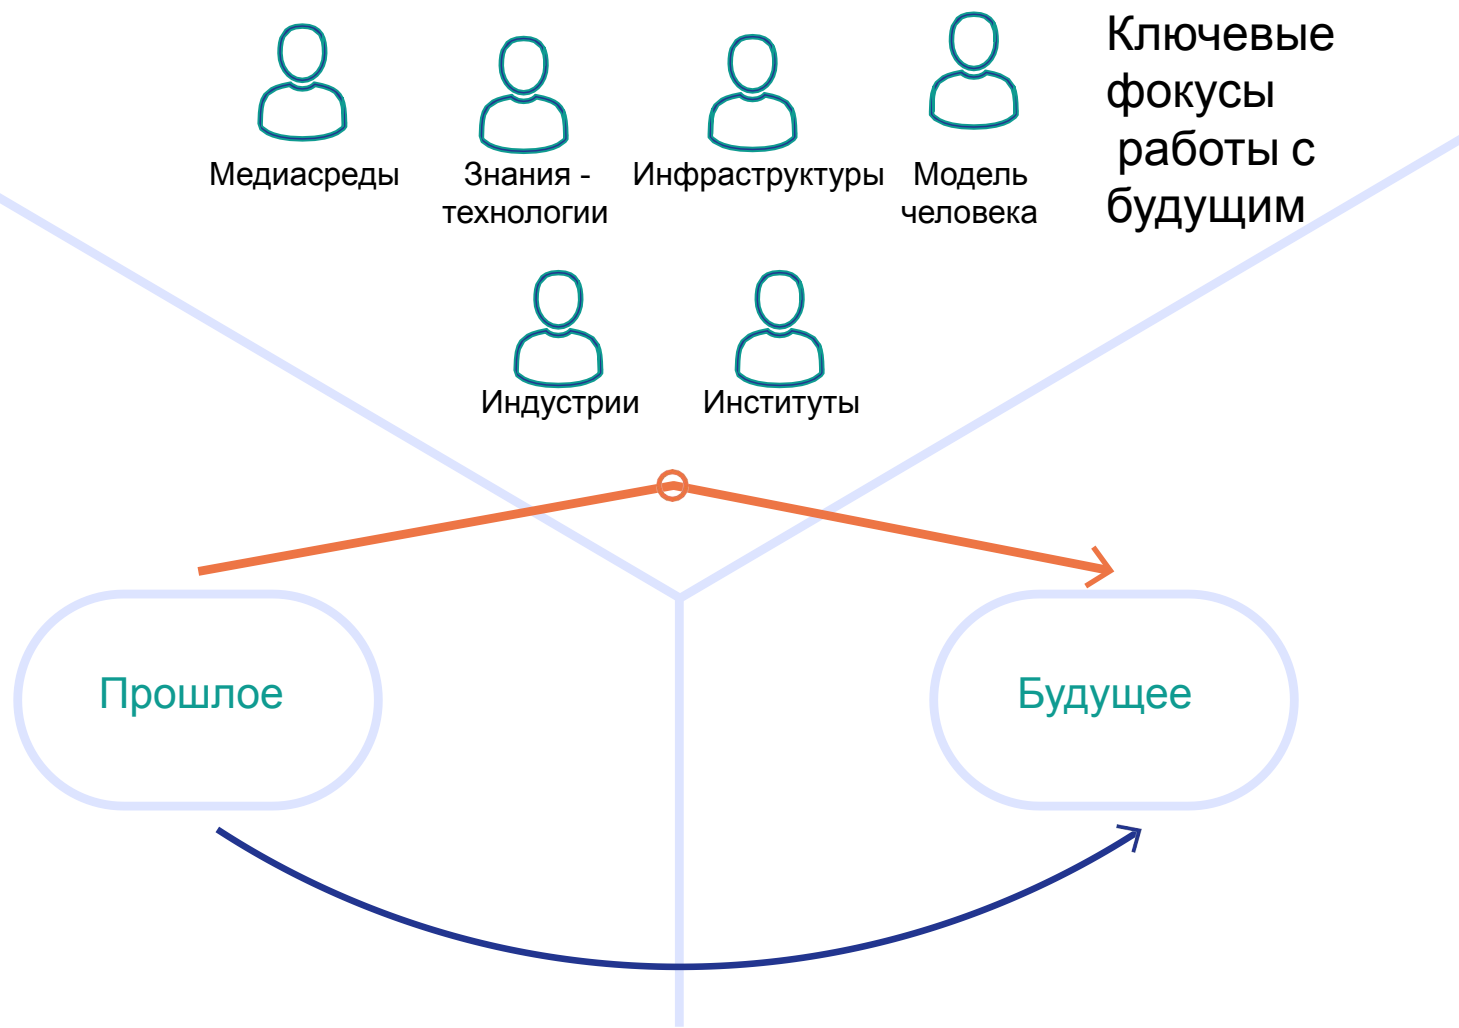 Ключевые
фокусы
работы с
будущим
Медиасреды
Знания -
технологии
Инфраструктуры
Модель
человека
Индустрии
Институты
Прошлое
Будущее